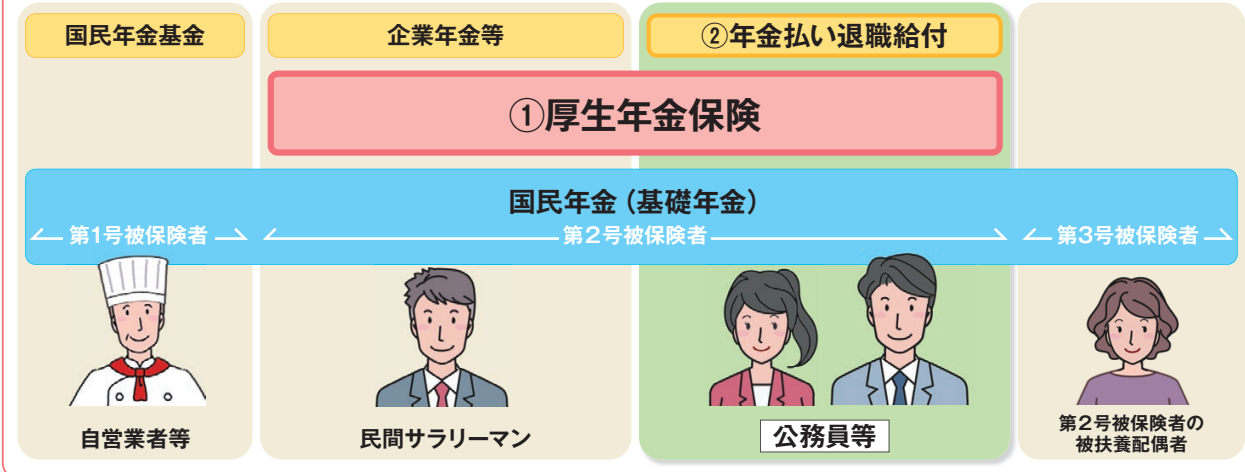 国民年金基金
企業年金等
②年金払い退職給付
①厚生年金保険
国民年金（基礎年金）
第1号被保険者
第2号被保険者
第3号被保険者
自営業者等
民間サラリーマン
公務員等
第2号被保険者の
被扶養配偶者